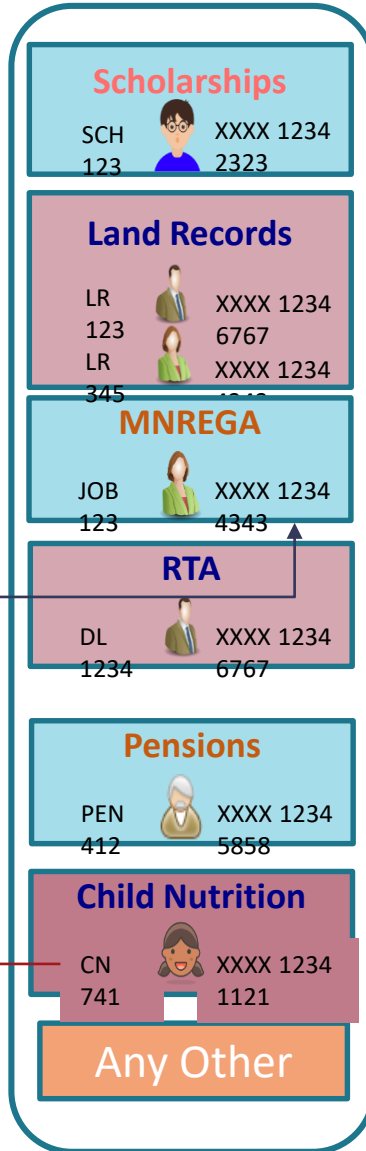 Scholarships
SCH XXXX 1234
123 2323
Land Records
LR XXXX 1234
123 6767
LR XXXX 1234
345
MNREGA
JOB XXXX 1234
123 4343
RTA
DL XXXX 1234
1234 6767
Pensions
PEN XXXX 1234
412 5858
Child Nutrition
CN XXXX 1234
741 1121
Any Other